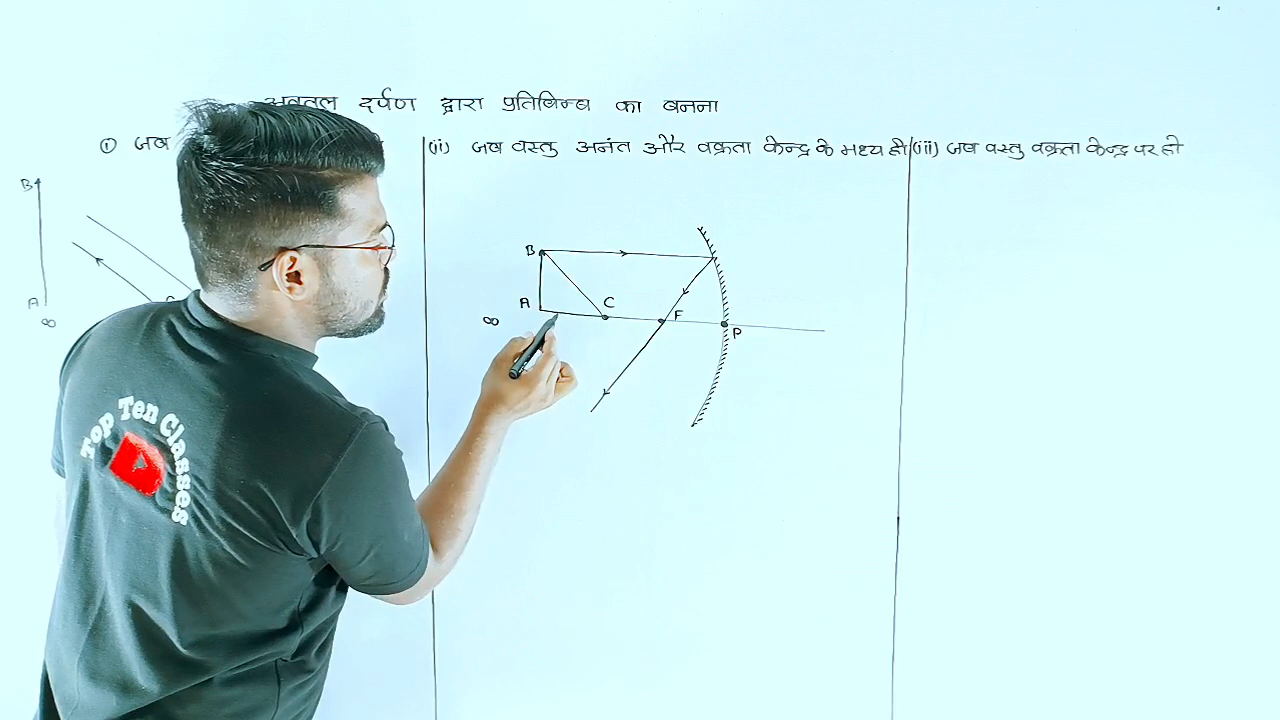 अवतल दर्पण द्वारा प्रतिबिम्ब का बनना
① जब
(ii) जब वस्तु अनंत और वक्रता केन्द्र के मध्य हो
(iii) जब वस्तु वक्रता केन्द्र पर हो
B
A
∞
B
A
C
F
P
∞
Top Ten Classes